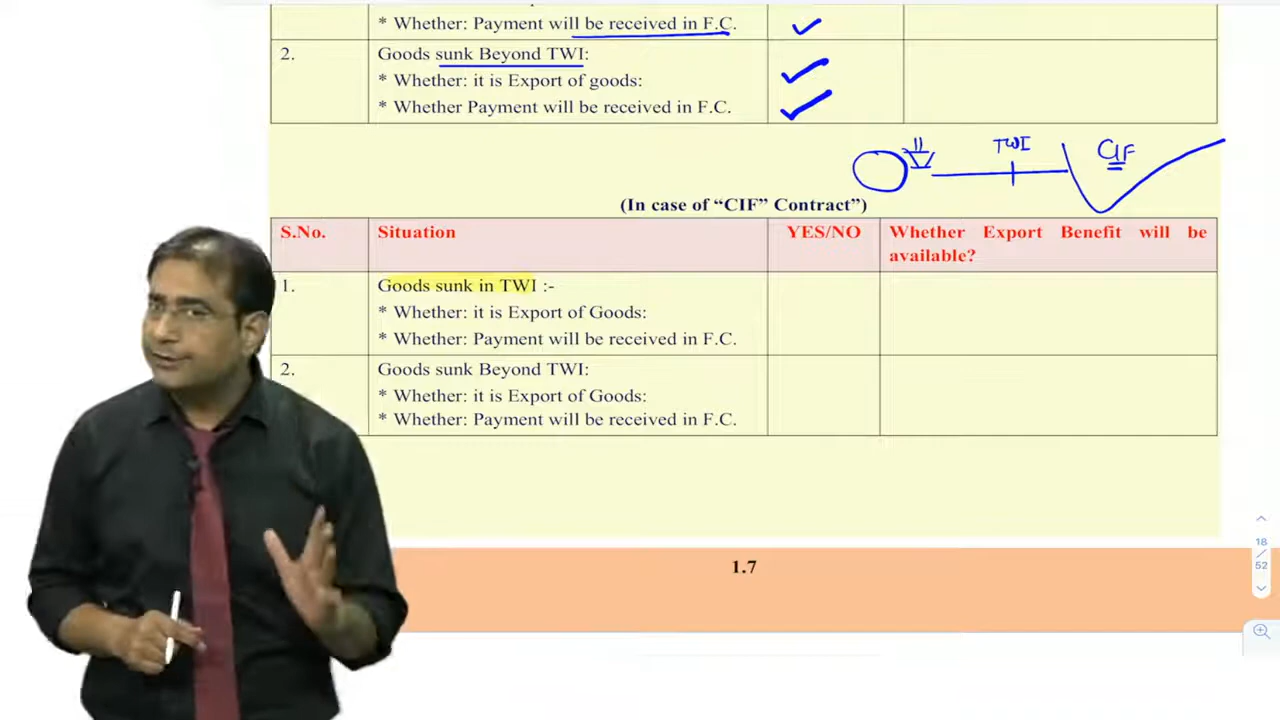 * Whether: Payment will be received in F.C.
2.
Goods sunk Beyond TWI:
* Whether: it is Export of goods:
* Whether Payment will be received in F.C.
TWI
CIF
(In case of “CIF” Contract”)
S.No.
Situation
YES/NO
Whether Export Benefit will be
available?
1.
Goods sunk in TWI :-
* Whether: it is Export of Goods:
* Whether: Payment will be received in F.C.
2.
Goods sunk Beyond TWI:
* Whether: it is Export of Goods:
* Whether: Payment will be received in F.C.
1.7
18
/
52